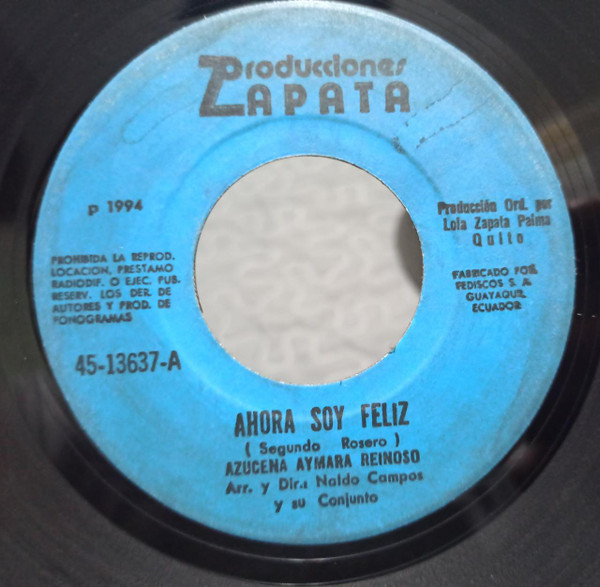 Producciones
ZAPATA
p 1994
PROHIBIDA LA REPROD.
LOCACION, PRESTAMO
RADIODIF. O EJEC. PUB.
RESERV. LOS DER. DE
AUTORES Y PROD. DE
FONOGRAMAS
45-13637-A
Producción Ord. por
Lofa Zapata Palma
Quito
FABRICADO POR
FEDISCOS S. A.
GUAYAQUIL
ECUADOR
AHORA SOY FELIZ
( Segundo Rosero )
AZUCENA AYMARA REINOSO
Arr. y Dir.: Naldo Campos
y su Conjunto